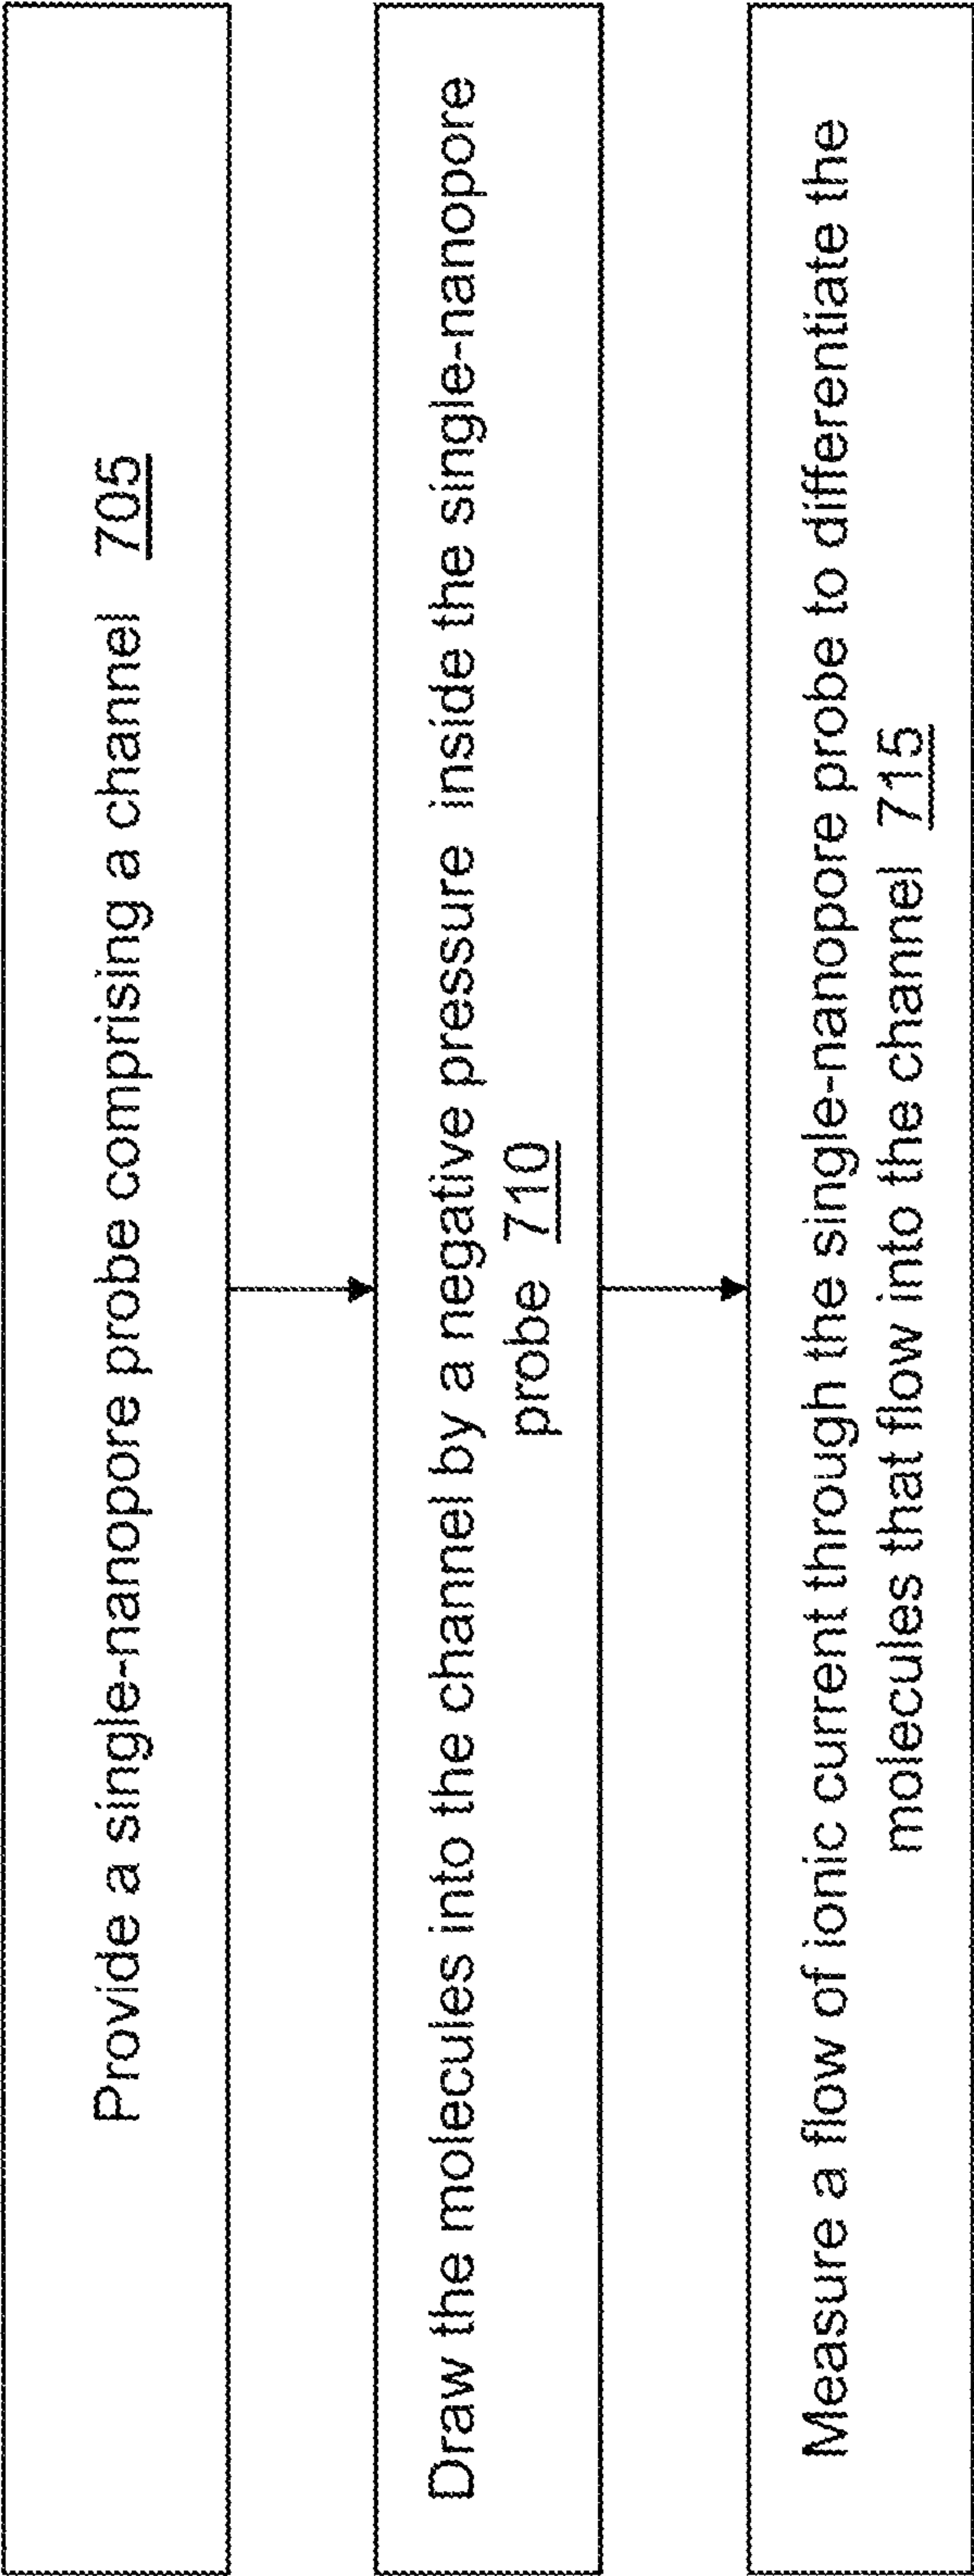 Provide a single-nanopore probe comprising a channel 705
Draw the molecules into the channel by a negative pressure inside the single-nanopore
probe 710
Measure a flow of ionic current through the single-nanopore probe to differentiate the
molecules that flow into the channel 715